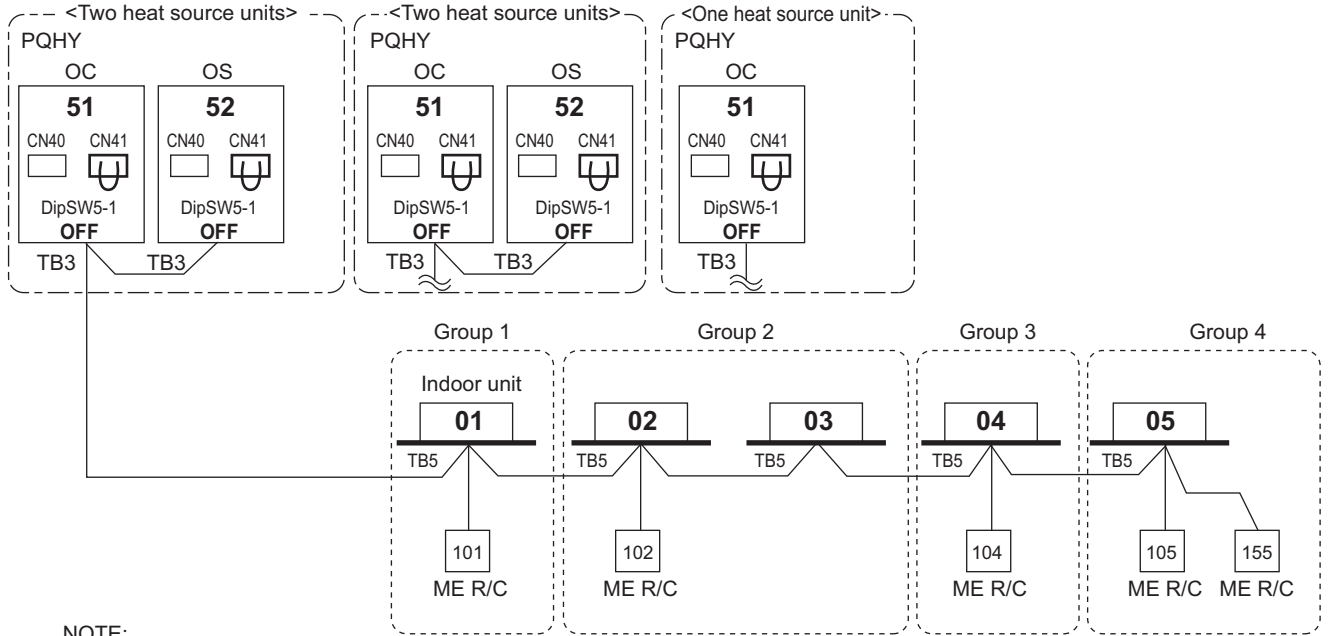 <Two heat source units> <Two heat source units> <One heat source unit>
PQHY PQHY PQHY
OC OS OC OS OC
51 52 51 52 51
CN40 CN41 CN40 CN41 CN40 CN41 CN40 CN41 CN40 CN41
DipSW5-1 DipSW5-1 DipSW5-1 DipSW5-1 DipSW5-1
OFF OFF OFF OFF OFF
TB3 TB3 TB3 TB3 TB3
Group 1 Group 2 Group 3 Group 4
Indoor unit
01 02 03 04 05
TB5 TB5 TB5 TB5 TB5
101 102 104 105 155
ME R/C ME R/C ME R/C ME R/C ME R/C
NOTE: